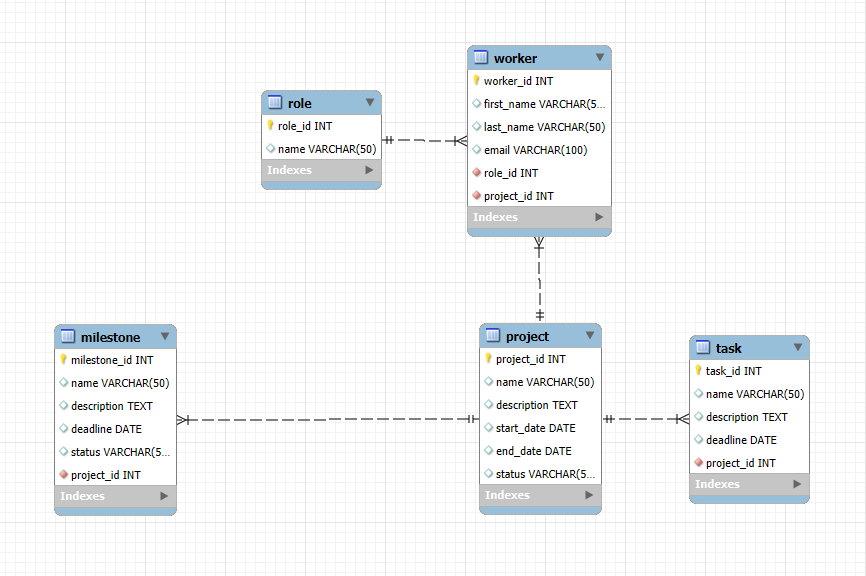 worker
worker_id INT
first_name VARCHAR(5...
last_name VARCHAR(50)
email VARCHAR(100)
role_id INT
project_id INT
Indexes
role
role_id INT
name VARCHAR(50)
Indexes
milestone
milestone_id INT
name VARCHAR(50)
description TEXT
deadline DATE
status VARCHAR(5...
project_id INT
Indexes
project
project_id INT
name VARCHAR(50)
description TEXT
start_date DATE
end_date DATE
status VARCHAR(5...
Indexes
task
task_id INT
name VARCHAR(50)
description TEXT
deadline DATE
project_id INT
Indexes